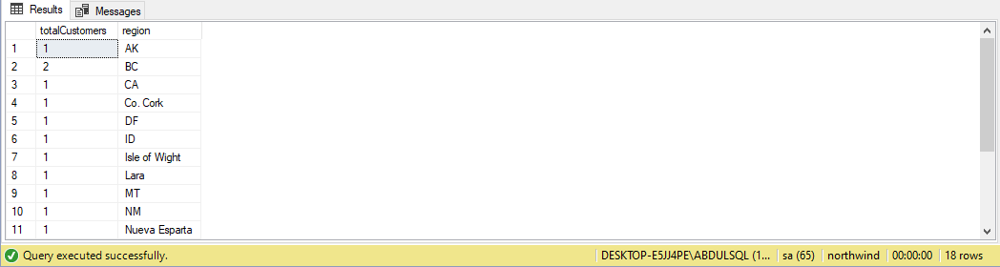 Results Messages
totalCustomers region
1 1 AK
2 2 BC
3 1 CA
4 1 Co. Cork
5 1 DF
6 1 ID
7 1 Isle of Wight
8 1 Lara
9 1 MT
10 1 NM
11 1 Nueva Esparta
Query executed successfully. DESKTOP-E5JJ4PE\ABDULSQL (1... sa (65) northwind 00:00:00 18 rows